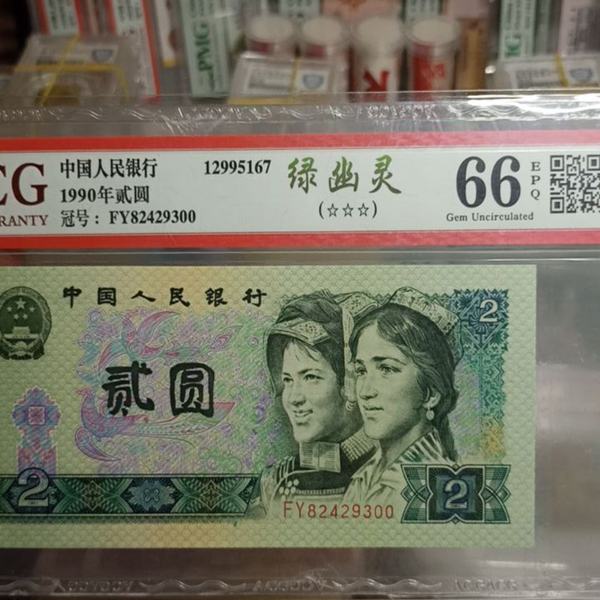 PMG
CG
RANTY
中国人民银行
1990年贰圆
冠号：FY82429300
12995167
绿幽灵
(☆☆☆)
66
EPQ
Gem Uncirculated
中国人民银行
2
贰圆
2
FY82429300
2